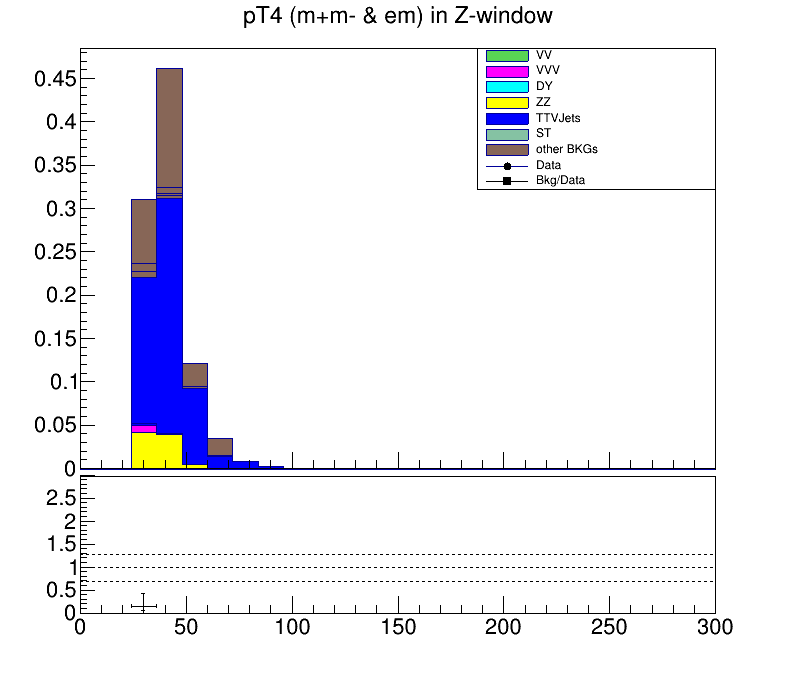 pT4 (m+m- & em) in Z-window
VV
VVV
DY
ZZ
TTVJets
ST
other BKGs
Data
Bkg/Data
0.45
0.4
0.35
0.3
0.25
0.2
0.15
0.1
0.05
0
2.5
2
1.5
1
0.5
0
0 50 100 150 200 250 300